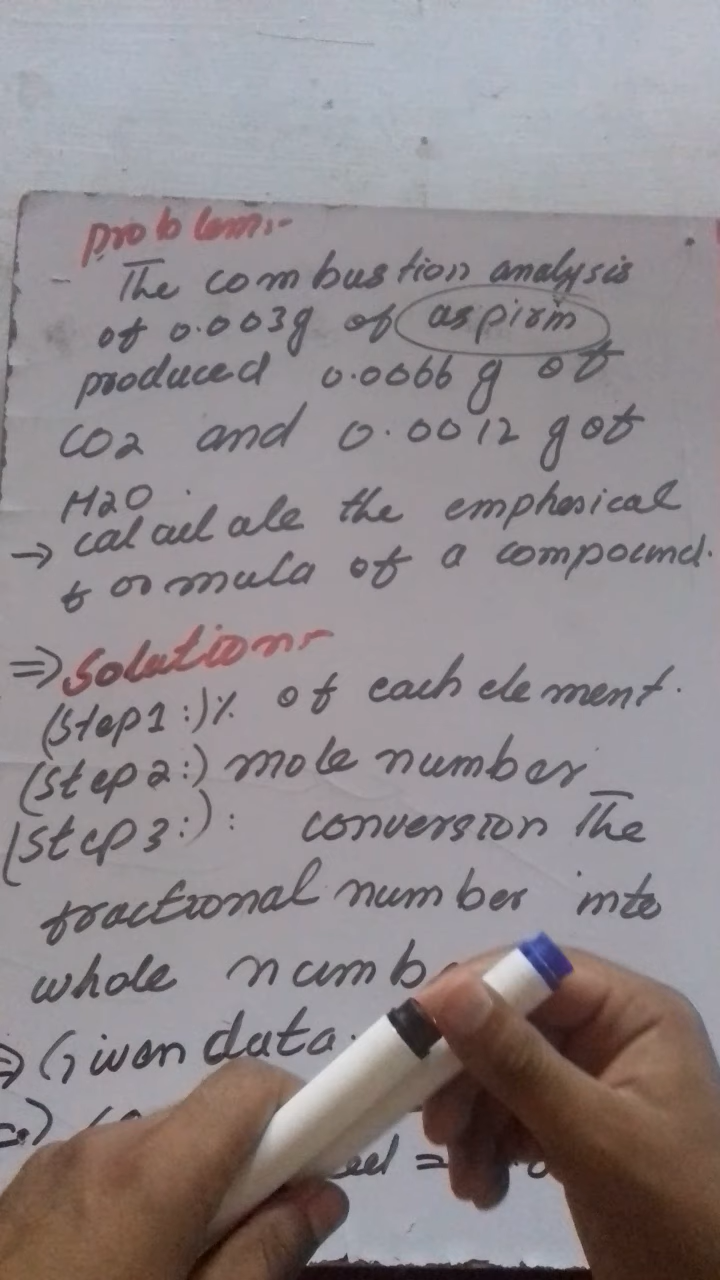 problem:-
The combustion analysis
of 0.003g of aspirin
produced 0.0066 g of
CO2 and 0.0012 g of
H2O.
→ calculate the empherical
formula of a compound.
⇒ Solution:-
(Step1:) % of each element.
(Step2:) mole number
(Step3:): conversion The
fractional number into
whole numb
⇒ Given data.